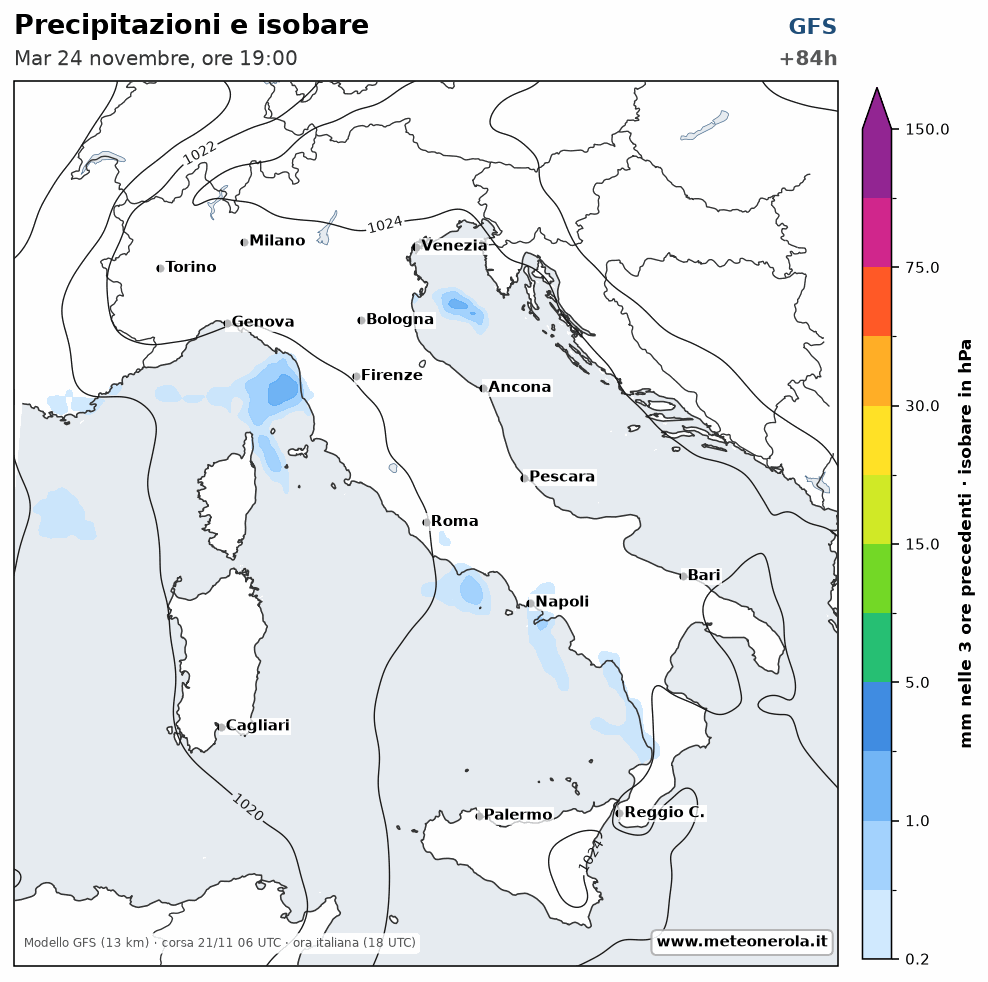 Precipitazioni e isobare
GFS
Mar 24 novembre, ore 19:00
+84h
1022
1024
Milano
Venezia
Torino
Genova
Bologna
Firenze
Ancona
Pescara
Roma
Bari
Napoli
Cagliari
1020
Palermo
Reggio C.
1024
Modello GFS (13 km) · corsa 21/11 06 UTC · ora italiana (18 UTC)
www.meteonerola.it
150.0
75.0
30.0
15.0
5.0
1.0
0.2
mm nelle 3 ore precedenti · isobare in hPa